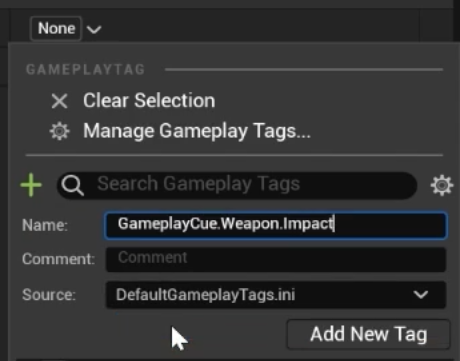 None
GAMEPLAYTAG
Clear Selection
Manage Gameplay Tags...
Search Gameplay Tags
Name: GameplayCue.Weapon.Impact
Comment: Comment
Source: DefaultGameplayTags.ini
Add New Tag